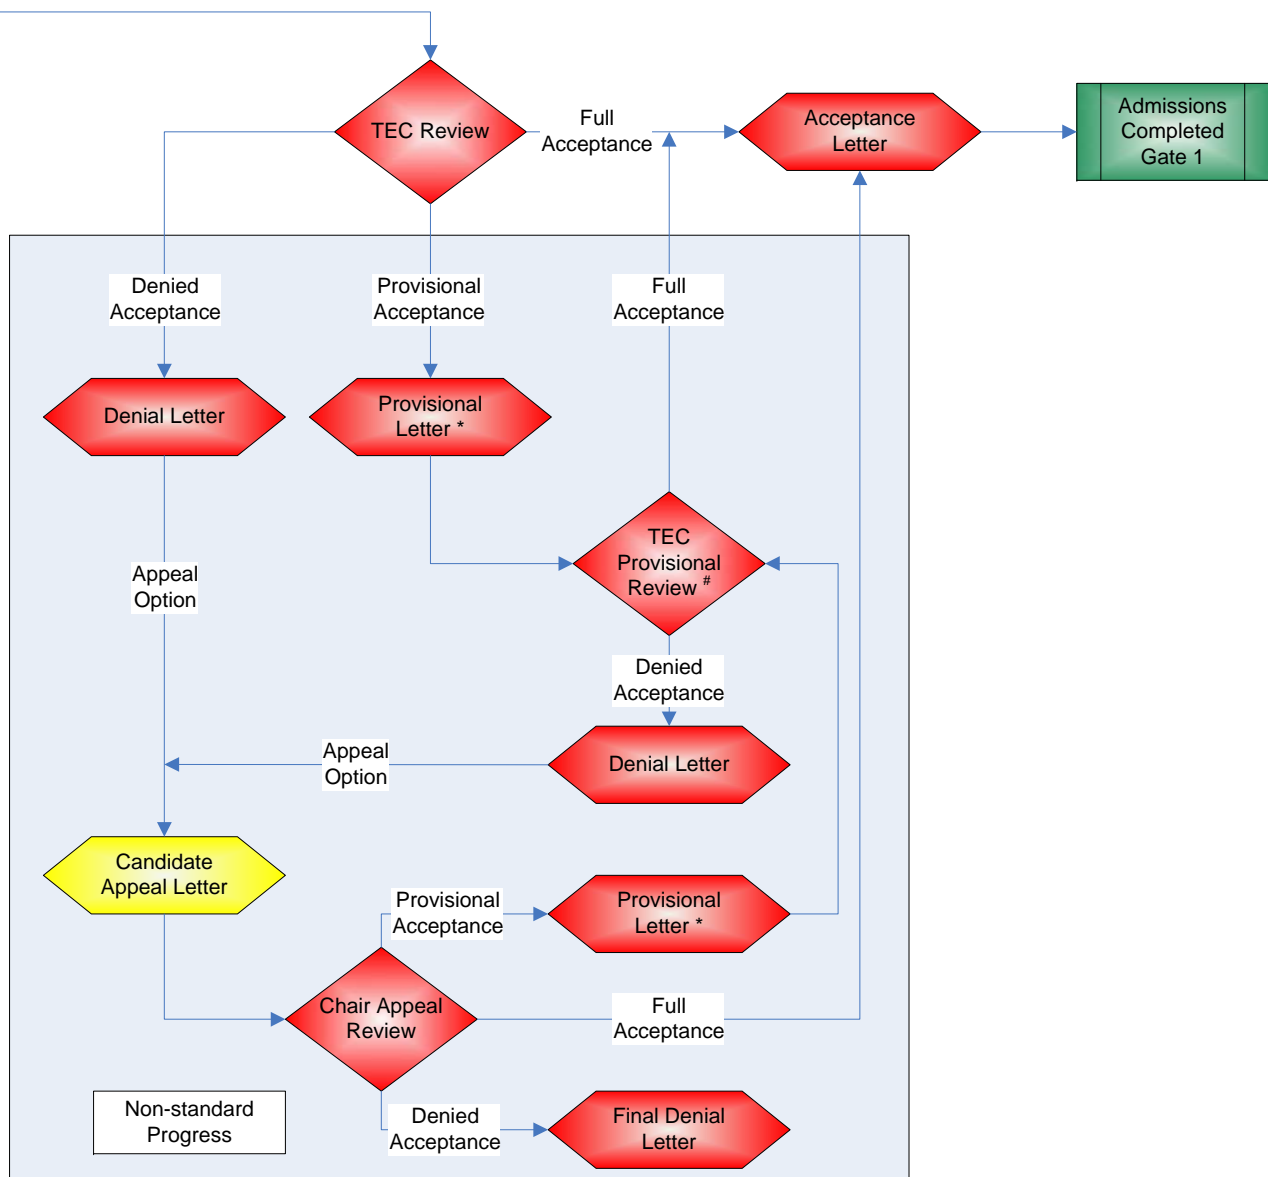 TEC Review
Full
Acceptance
Acceptance
Letter
Admissions
Completed
Gate 1
Denied
Acceptance
Provisional
Acceptance
Full
Acceptance
Denial Letter
Provisional
Letter *
TEC
Provisional
Review #
Appeal
Option
Denied
Acceptance
Appeal
Option
Denial Letter
Candidate
Appeal Letter
Provisional
Acceptance
Provisional
Letter *
Chair Appeal
Review
Full
Acceptance
Non-standard
Progress
Denied
Acceptance
Final Denial
Letter